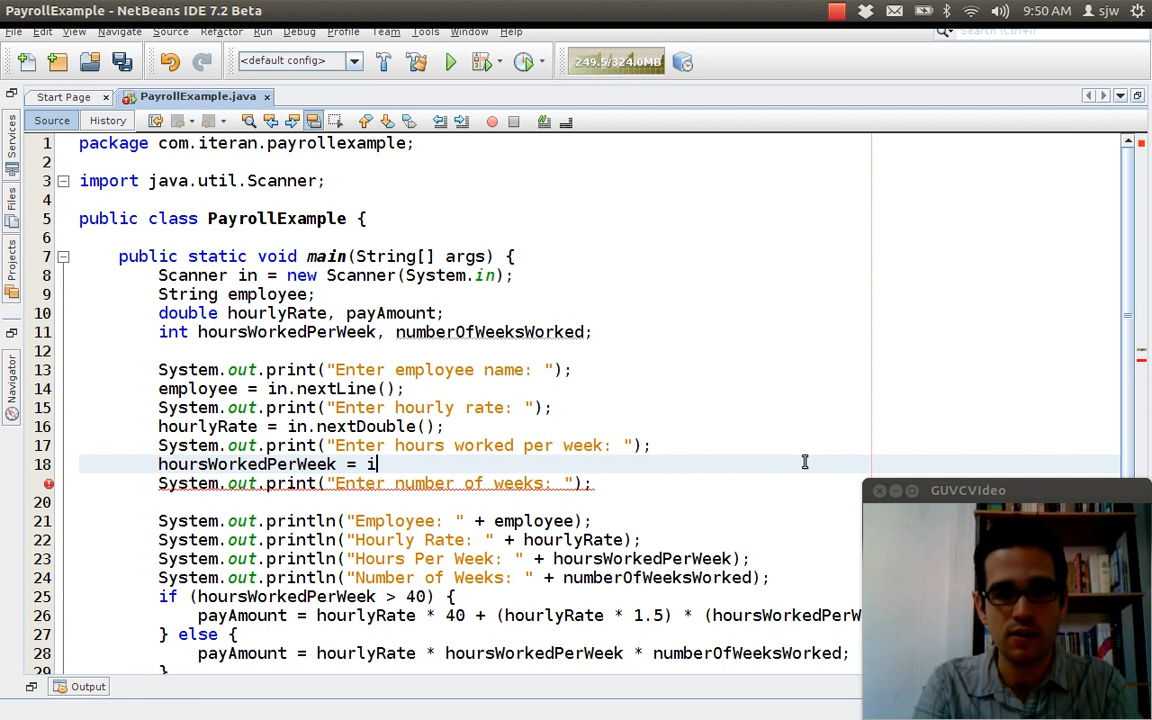 PayrollExample - NetBeans IDE 7.2 Beta
9:50 AM sjw
File Edit View Navigate Source Refactor Run Debug Profile Team Tools Window Help
Search (Ctrl+I)
<default config>
249.5/324.0MB
Start Page x PayrollExample.java x
Source History
Services
Files
Projects
Navigator
1 package com.iteran.payrollexample;
2
3 import java.util.Scanner;
4
5 public class PayrollExample {
6
7 public static void main(String[] args) {
8 Scanner in = new Scanner(System.in);
9 String employee;
10 double hourlyRate, payAmount;
11 int hoursWorkedPerWeek, numberOfWeeksWorked;
12
13 System.out.print("Enter employee name: ");
14 employee = in.nextLine();
15 System.out.print("Enter hourly rate: ");
16 hourlyRate = in.nextDouble();
17 System.out.print("Enter hours worked per week: ");
18 hoursWorkedPerWeek = i
System.out.print("Enter number of weeks: ");
20
21 System.out.println("Employee: " + employee);
22 System.out.println("Hourly Rate: " + hourlyRate);
23 System.out.println("Hours Per Week: " + hoursWorkedPerWeek);
24 System.out.println("Number of Weeks: " + numberOfWeeksWorked);
25 if (hoursWorkedPerWeek > 40) {
26 payAmount = hourlyRate * 40 + (hourlyRate * 1.5) * (hoursWorkedPerW
27 } else {
28 payAmount = hourlyRate * hoursWorkedPerWeek * numberOfWeeksWorked;
29 }
GUVCVIdeo
Output